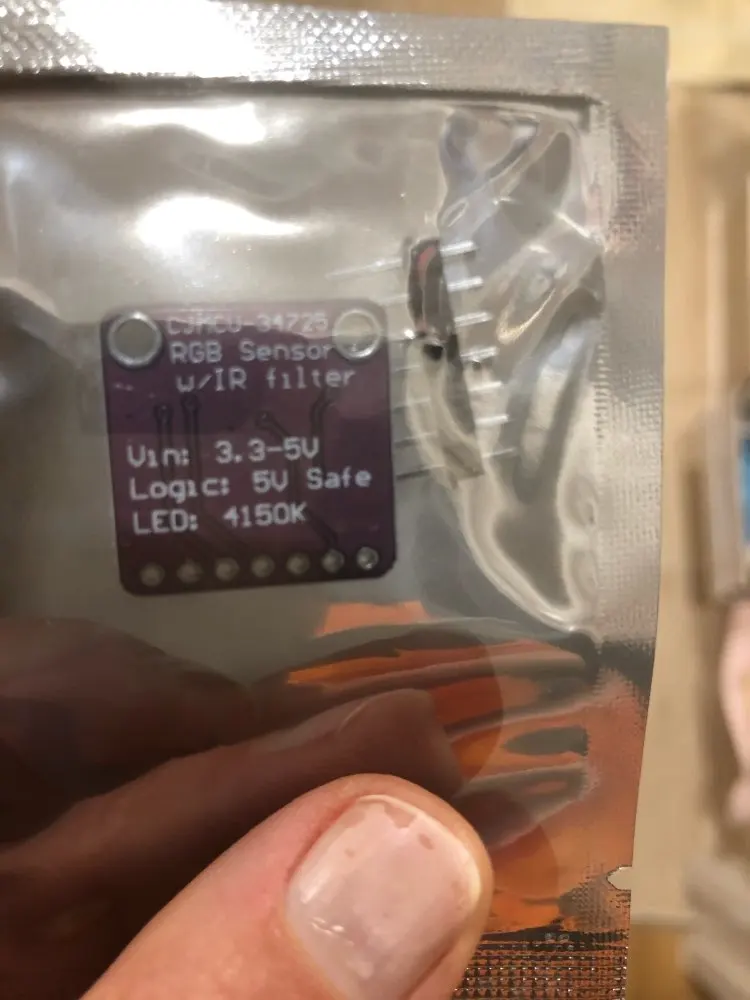 CJMCU-34725
RGB Sensor
w/IR filter
Vin: 3.3-5V
Logic: 5V Safe
LED: 4150K